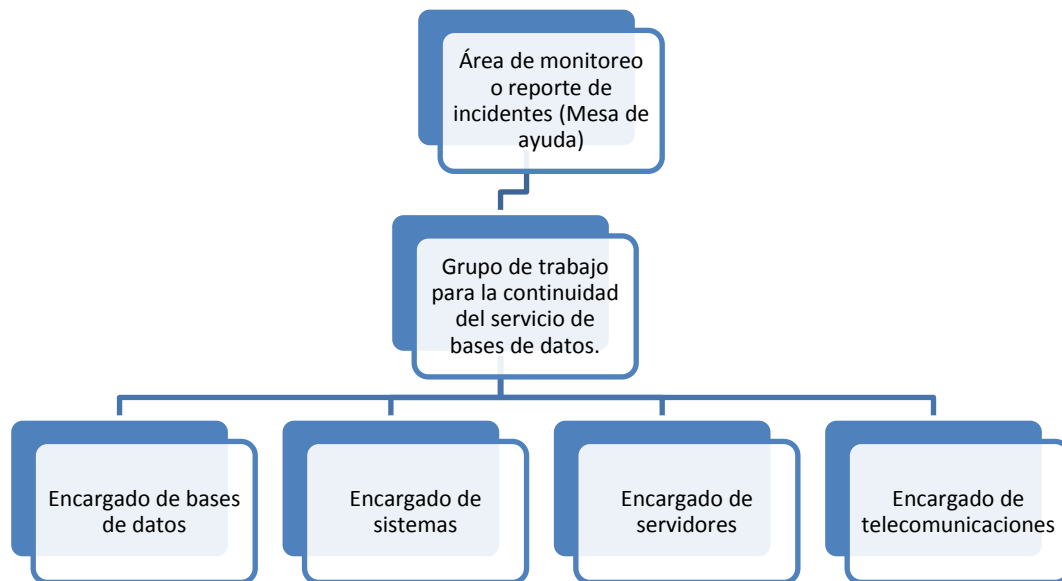 Área de monitoreo
o reporte de
incidentes (Mesa de
ayuda)
Grupo de trabajo
para la continuidad
del servicio de
bases de datos.
Encargado de bases
de datos
Encargado de
sistemas
Encargado de
servidores
Encargado de
telecomunicaciones